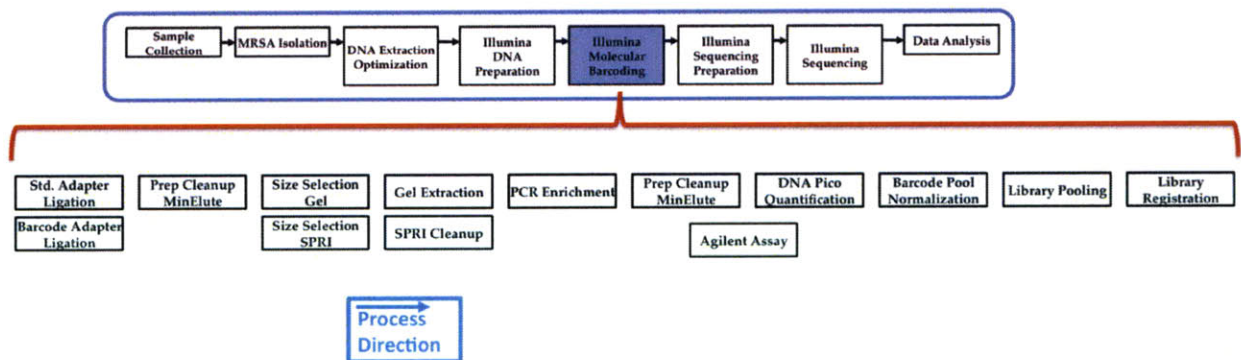 Sample
Collection
MRSA Isolation
DNA Extraction
Optimization
Illumina
DNA
Preparation
Illumina
Molecular
Barcoding
Illumina
Sequencing
Preparation
Illumina
Sequencing
Data Analysis
Std. Adapter
Ligation
Prep Cleanup
MinElute
Size Selection
Gel
Gel Extraction
PCR Enrichment
Prep Cleanup
MinElute
DNA Pico
Quantification
Barcode Pool
Normalization
Library Pooling
Library
Registration
Barcode Adapter
Ligation
Size Selection
SPRI
SPRI Cleanup
Agilent Assay
Process
Direction